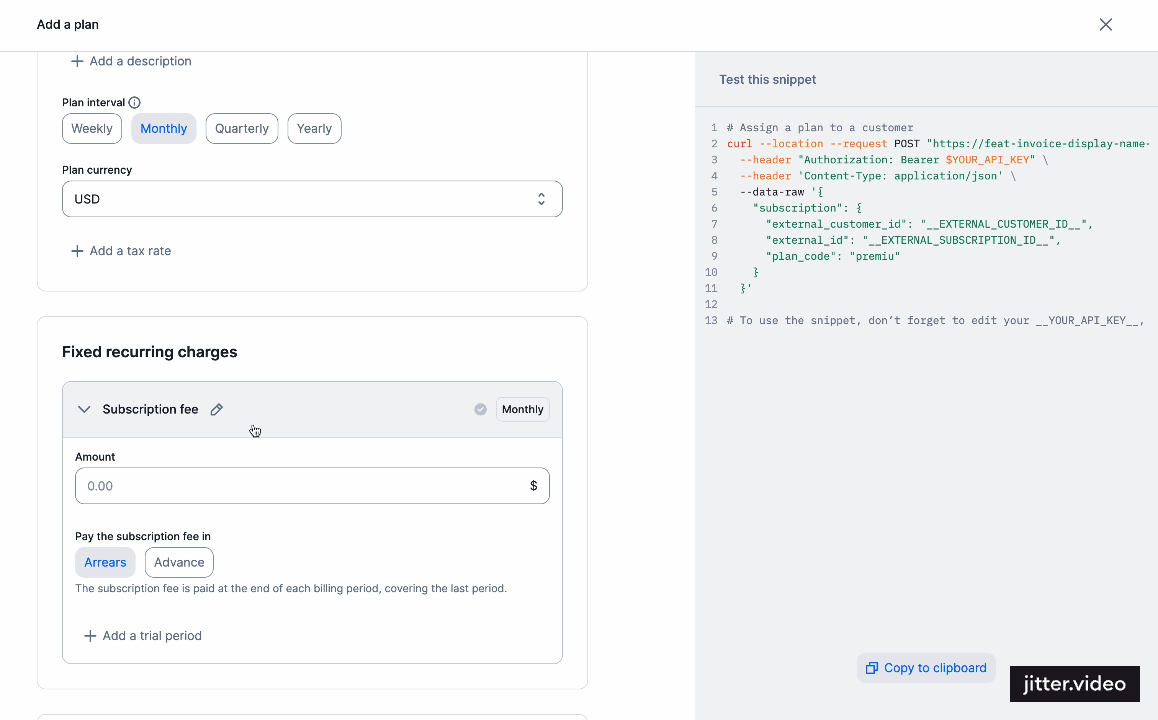 Add a plan
Add a description
Plan interval
Weekly
Monthly
Quarterly
Yearly
Plan currency
USD
Add a tax rate
Fixed recurring charges
Subscription fee
Monthly
Amount
0.00
$
Pay the subscription fee in
Arrears
Advance
The subscription fee is paid at the end of each billing period, covering the last period.
Add a trial period
Test this snippet
1 # Assign a plan to a customer
2 curl --location --request POST "https://feat-invoice-display-name-
3 --header "Authorization: Bearer $YOUR_API_KEY" \
4 --header 'Content-Type: application/json' \
5 --data-raw '{
6 "subscription": {
7 "external_customer_id": "__EXTERNAL_CUSTOMER_ID__",
8 "external_id": "__EXTERNAL_SUBSCRIPTION_ID__",
9 "plan_code": "premiu"
10 }
11 }'
12
13 # To use the snippet, don’t forget to edit your __YOUR_API_KEY__,
Copy to clipboard
jitter.video